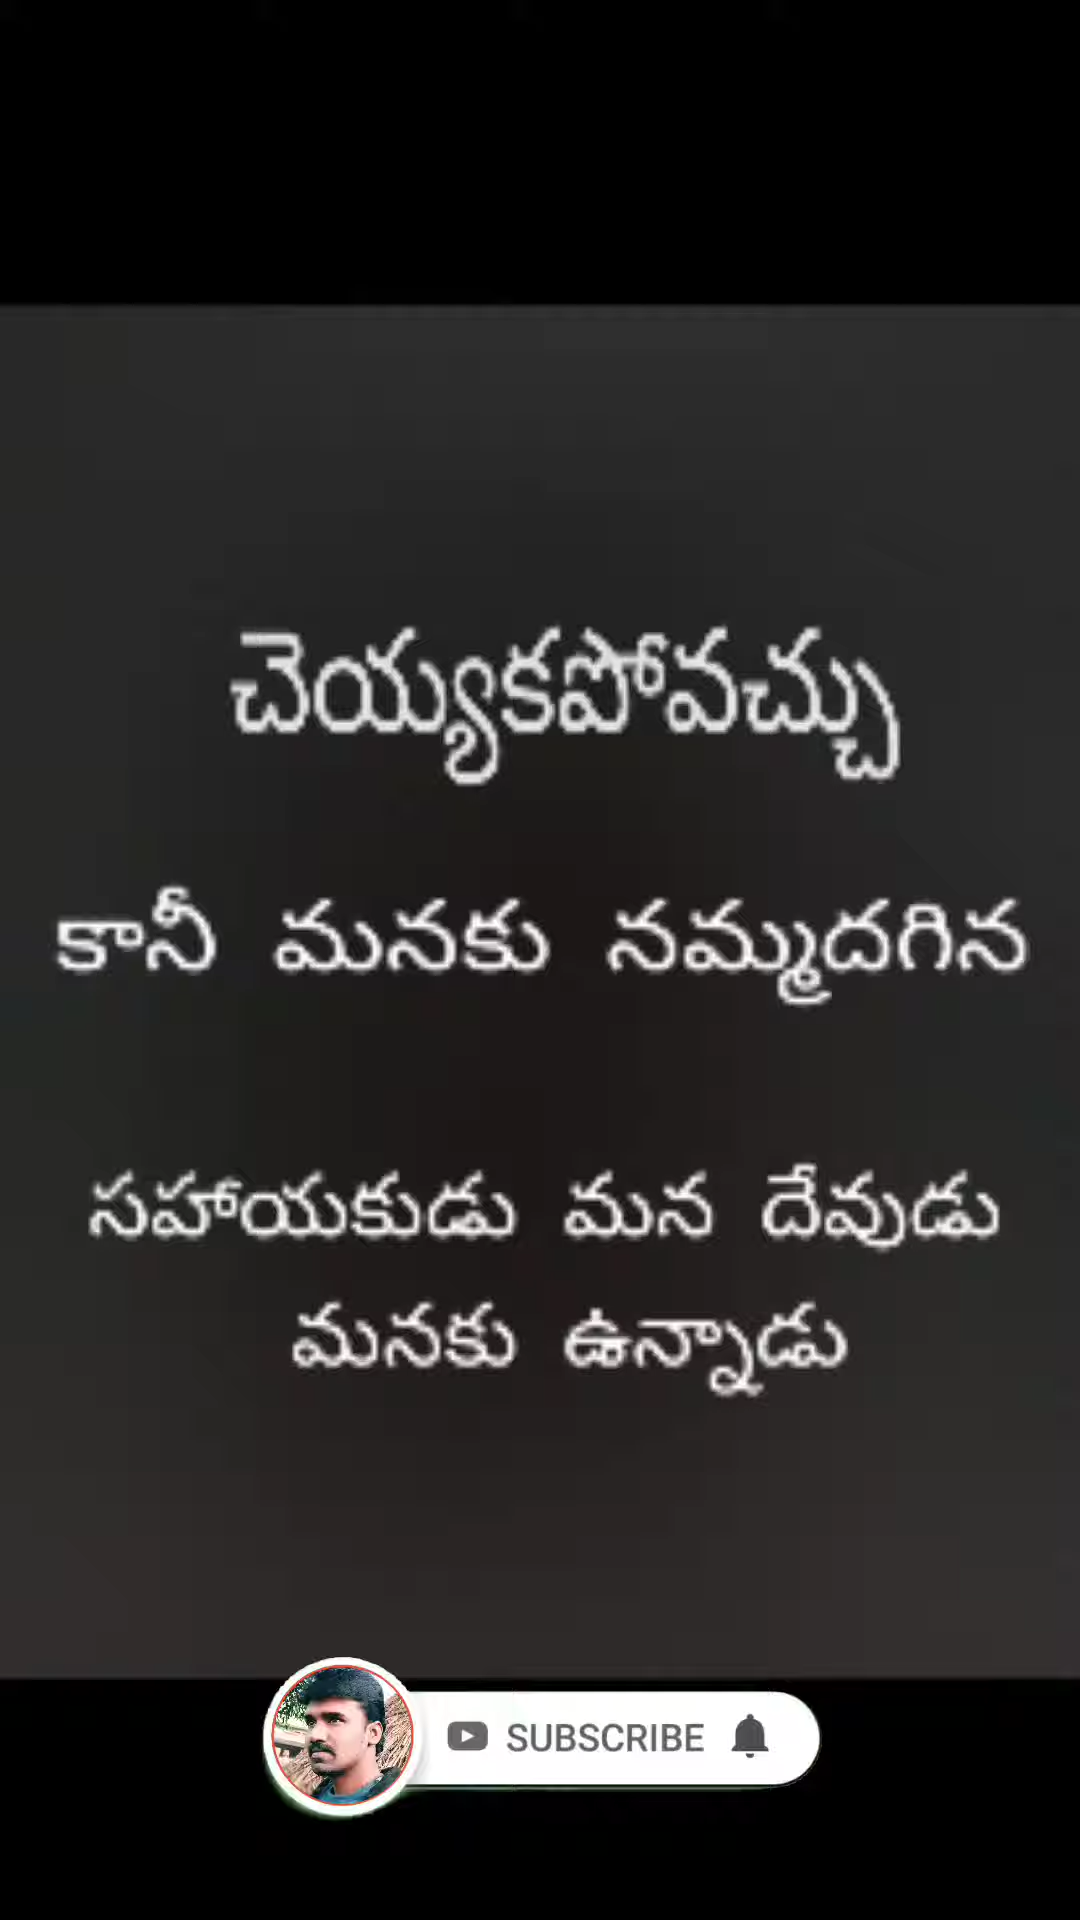 చెయ్యకపోవచ్చు
కానీ మనకు నమ్మదగిన
సహాయకుడు మన దేవుడు
మనకు ఉన్నాడు
SUBSCRIBE